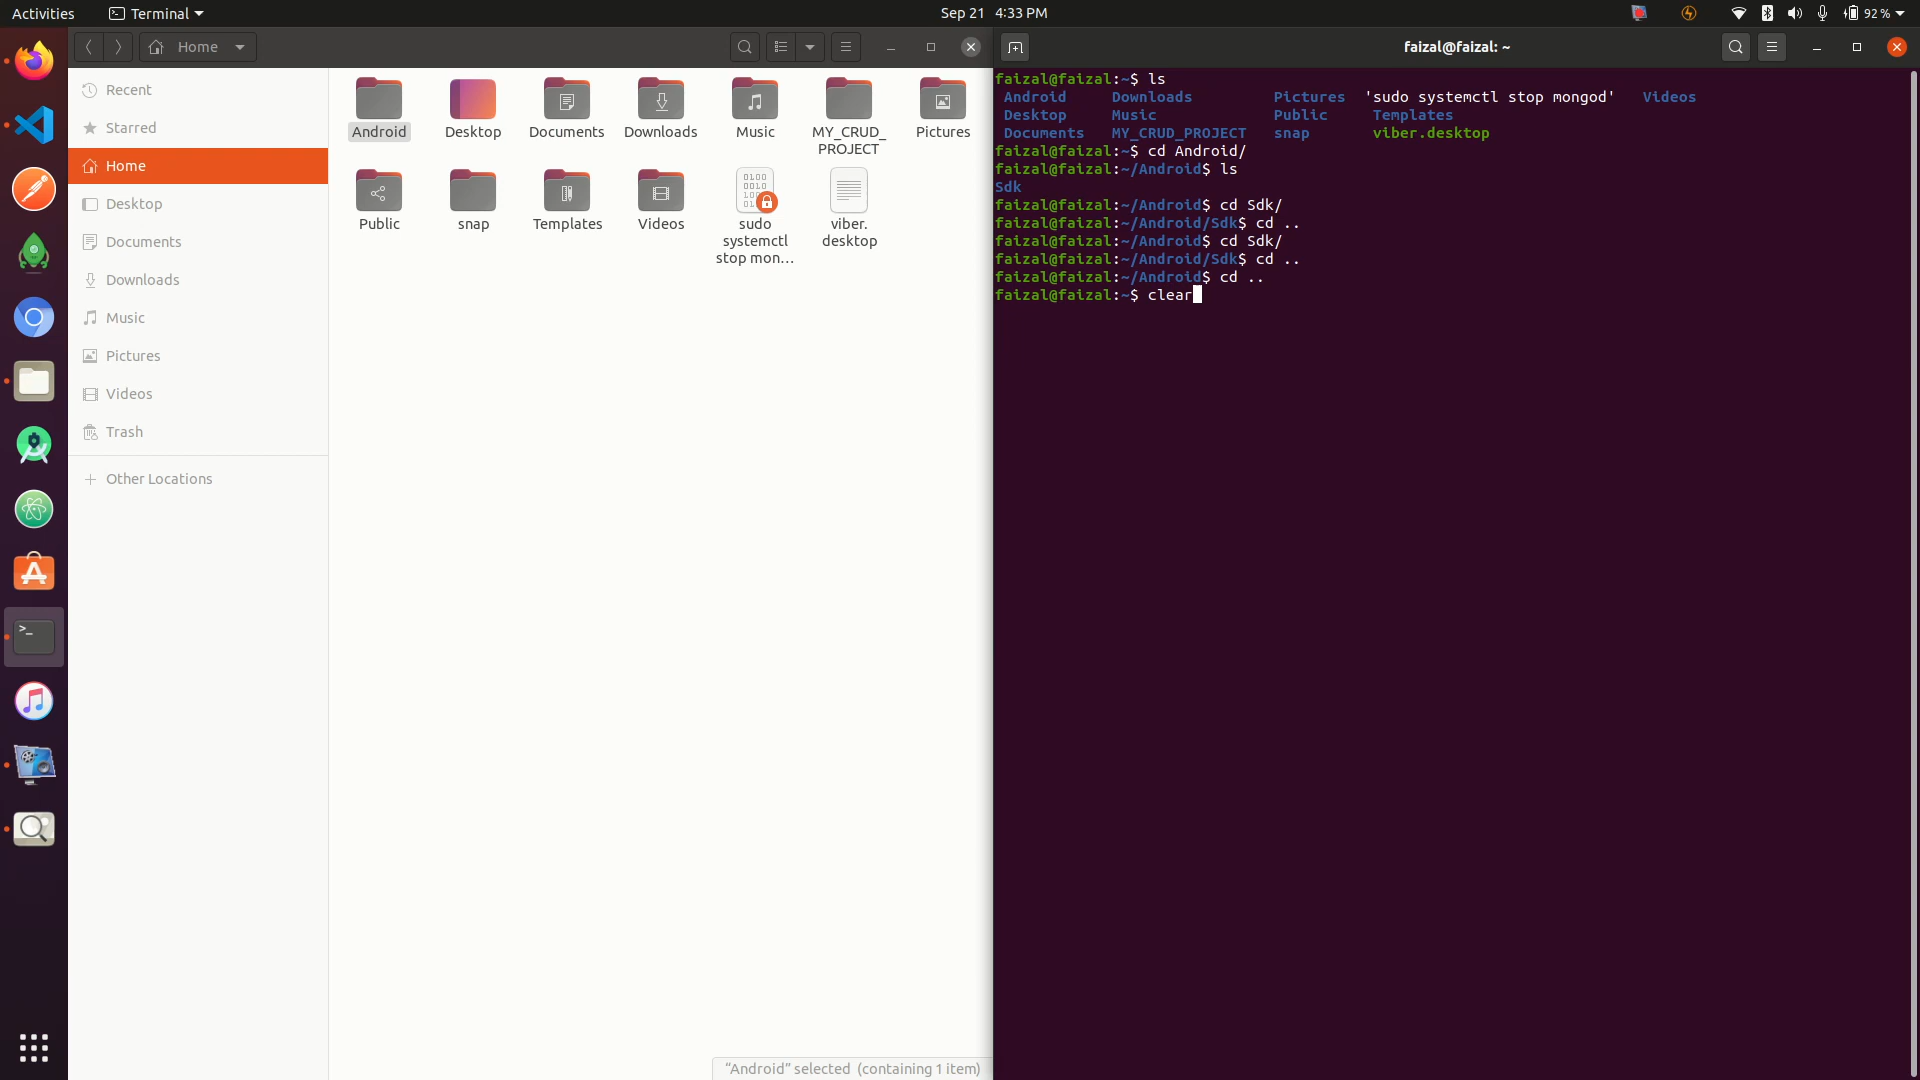 Activities Terminal Sep 21 4:33 PM 92 %
Home
faizal@faizal: ~
Recent
Starred
Home
Desktop
Documents
Downloads
Music
Pictures
Videos
Trash
Other Locations
Android Desktop Documents Downloads Music MY_CRUD_ Pictures
PROJECT
Public snap Templates Videos sudo viber.
systemctl desktop
stop mon…
"Android" selected (containing 1 item)
faizal@faizal:~$ ls
Android Downloads Pictures 'sudo systemctl stop mongod' Videos
Desktop Music Public Templates
Documents MY_CRUD_PROJECT snap viber.desktop
faizal@faizal:~$ cd Android/
faizal@faizal:~/Android$ ls
Sdk
faizal@faizal:~/Android$ cd Sdk/
faizal@faizal:~/Android/Sdk$ cd ..
faizal@faizal:~/Android$ cd Sdk/
faizal@faizal:~/Android/Sdk$ cd ..
faizal@faizal:~/Android$ cd ..
faizal@faizal:~$ clear